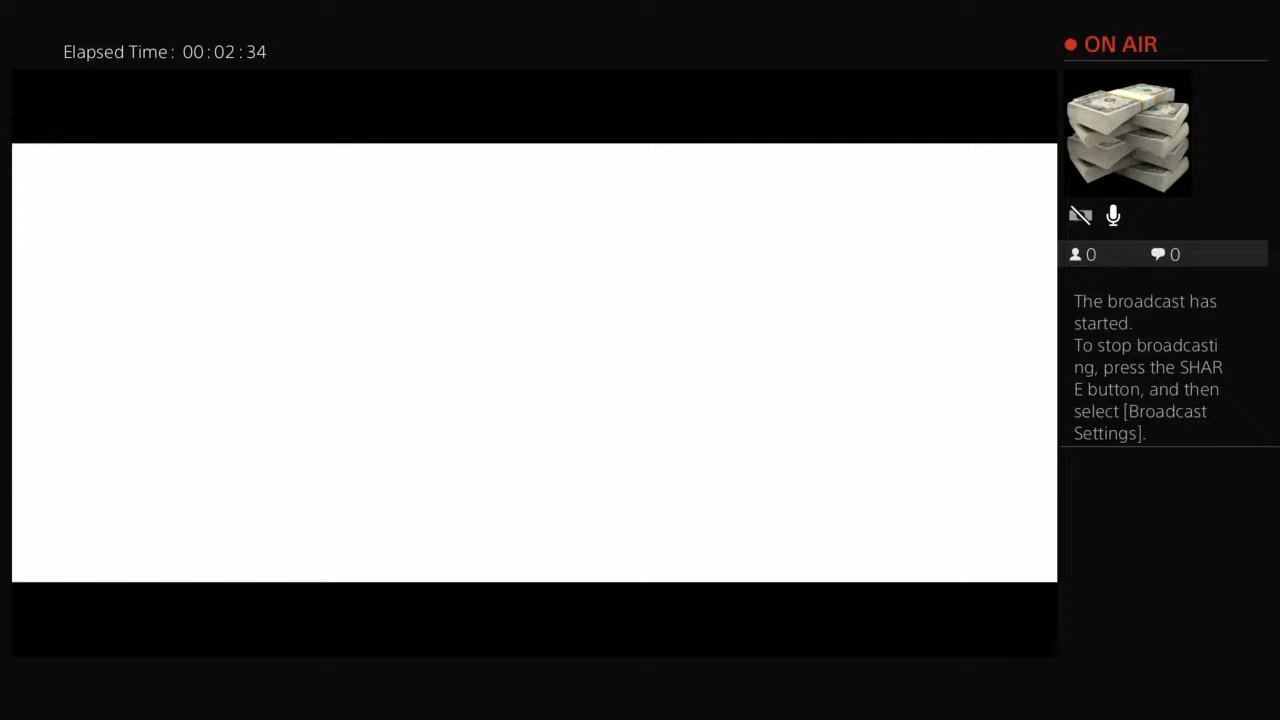 Elapsed Time: 00:02:34
ON AIR
0 0
The broadcast has
started.
To stop broadcasti
ng, press the SHAR
E button, and then
select [Broadcast
Settings].